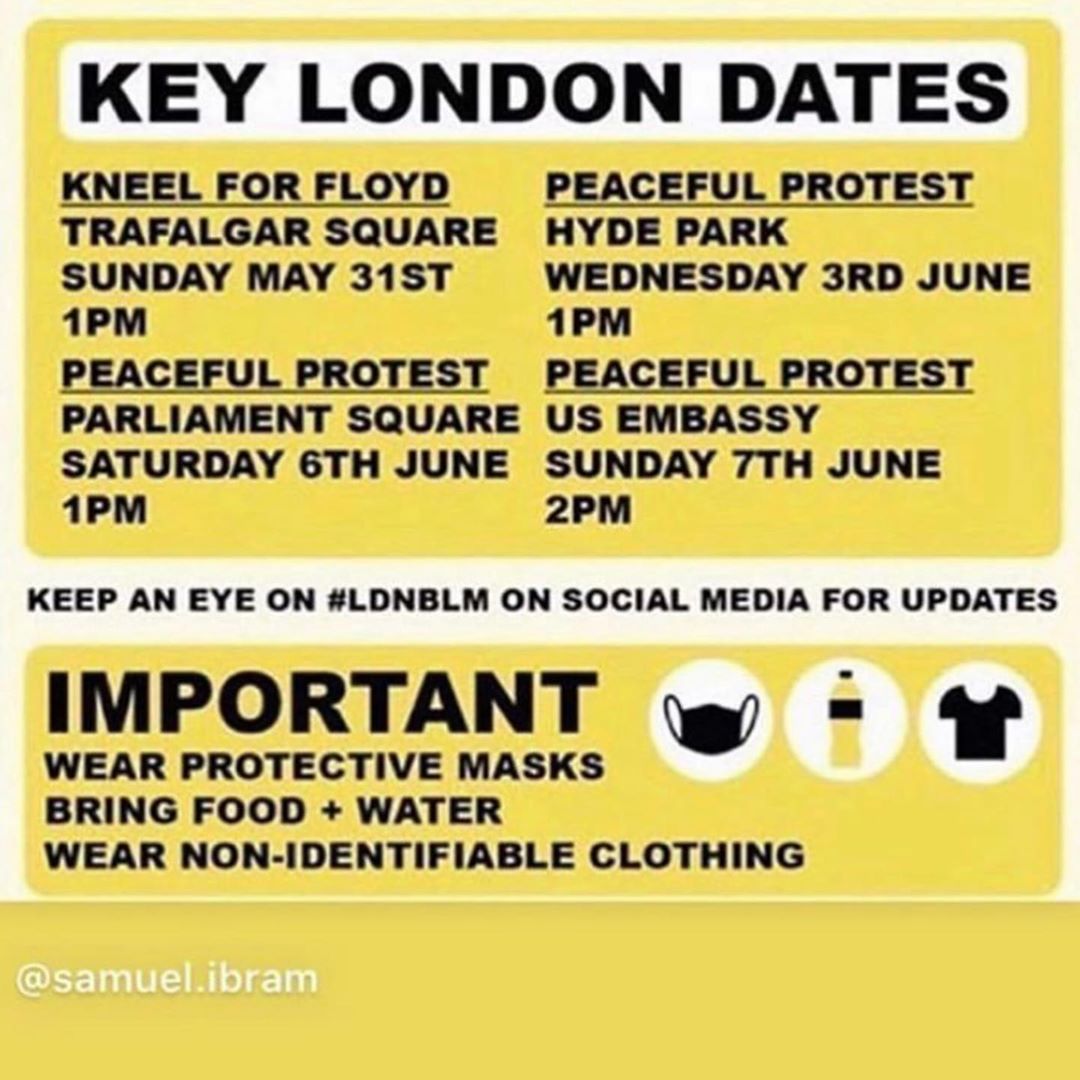 KEY LONDON DATES
KNEEL FOR FLOYD
TRAFALGAR SQUARE
SUNDAY MAY 31ST
1PM
PEACEFUL PROTEST
HYDE PARK
WEDNESDAY 3RD JUNE
1PM
PEACEFUL PROTEST
PARLIAMENT SQUARE
SATURDAY 6TH JUNE
1PM
PEACEFUL PROTEST
US EMBASSY
SUNDAY 7TH JUNE
2PM
KEEP AN EYE ON #LDNBLM ON SOCIAL MEDIA FOR UPDATES
IMPORTANT
WEAR PROTECTIVE MASKS
BRING FOOD + WATER
WEAR NON-IDENTIFIABLE CLOTHING
@samuel.ibram